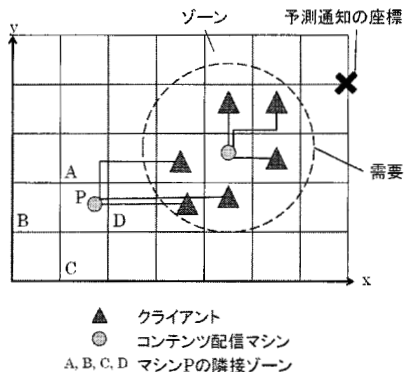 ゾーン
予測通知の座標
y
A
P
需要
B
D
C
x
クライアント
コンテンツ配信マシン
A, B, C, D マシンPの隣接ゾーン